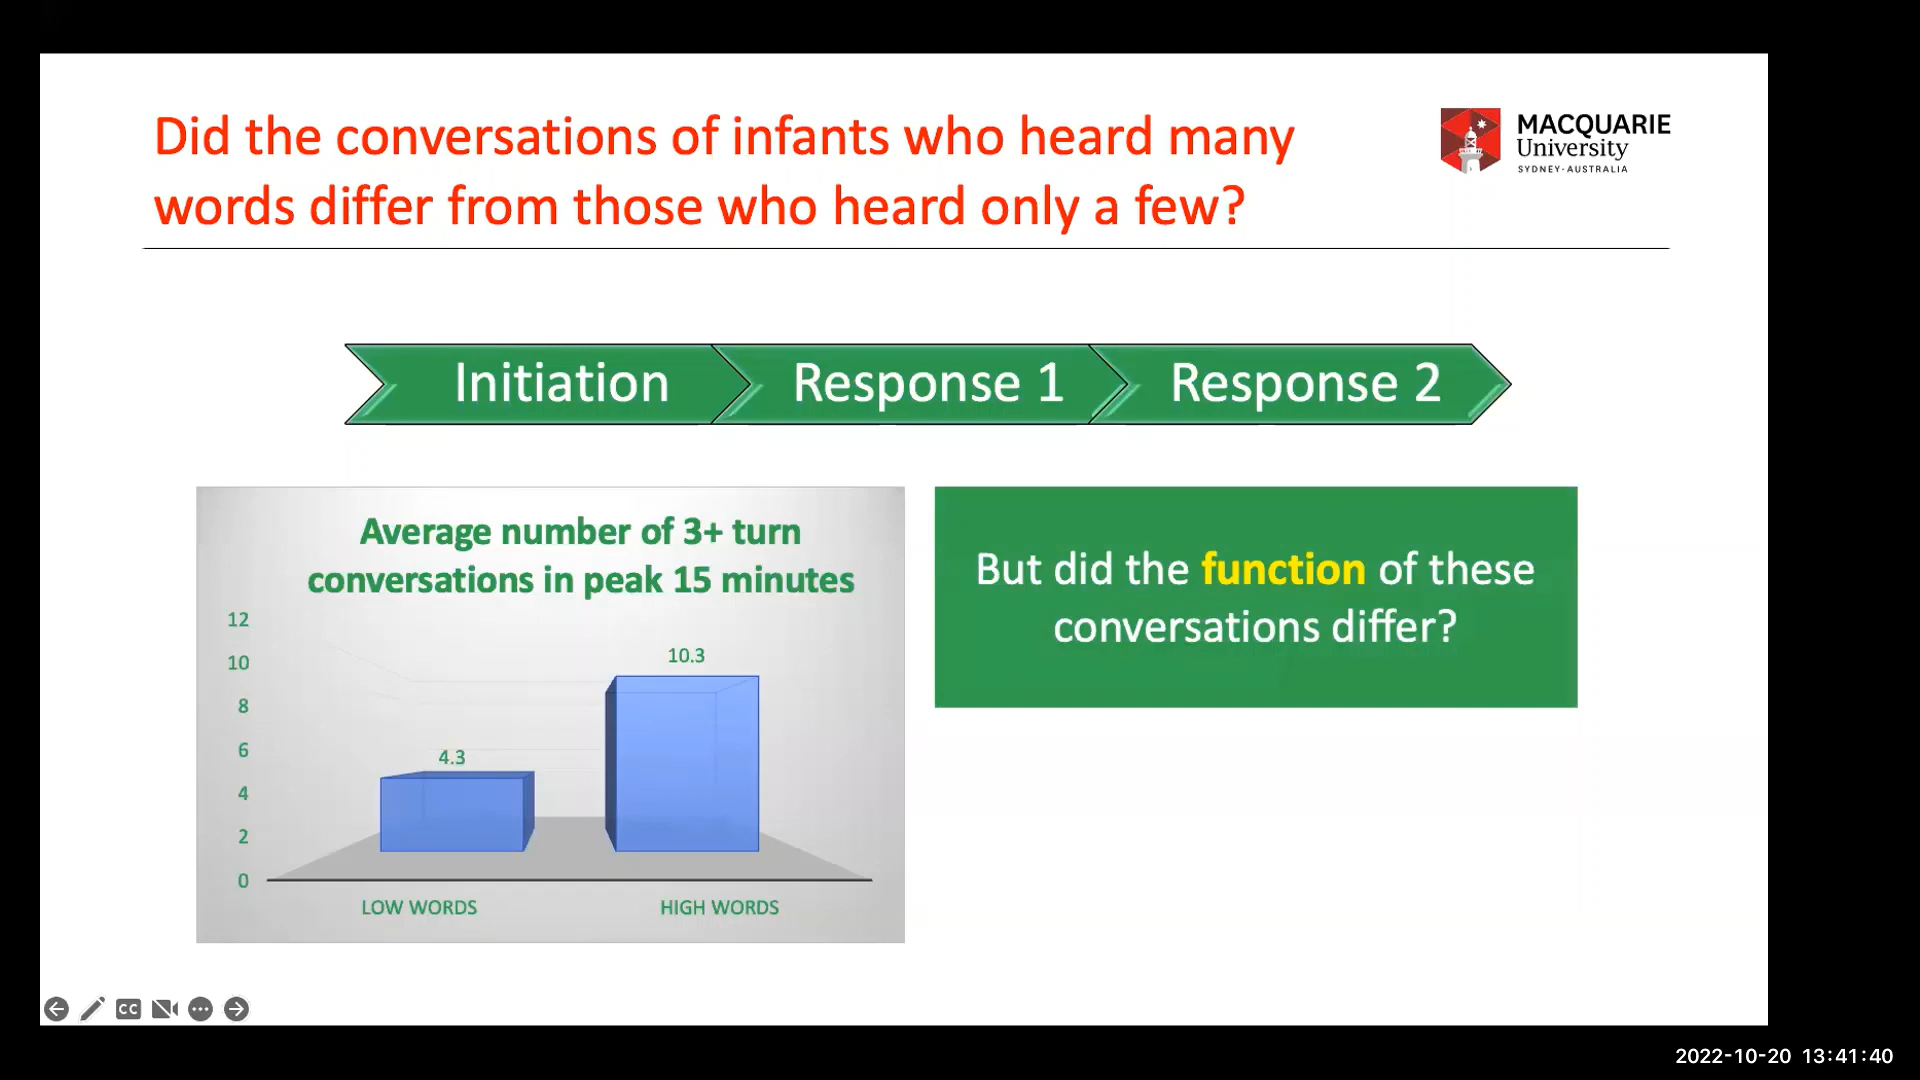 Did the conversations of infants who heard many
words differ from those who heard only a few?
MACQUARIE
University
SYDNEY·AUSTRALIA
Initiation
Response 1
Response 2
Average number of 3+ turn
conversations in peak 15 minutes
12
10
8
6
4
2
0
4.3
10.3
LOW WORDS
HIGH WORDS
But did the function of these
conversations differ?
CC
2022-10-20 13:41:40